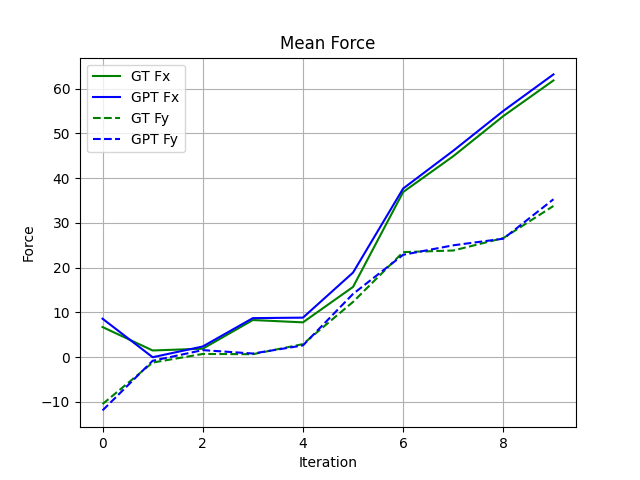 Mean Force
GT Fx
GPT Fx
GT Fy
GPT Fy
60
50
40
30
20
10
0
−10
Force
0 2 4 6 8
Iteration